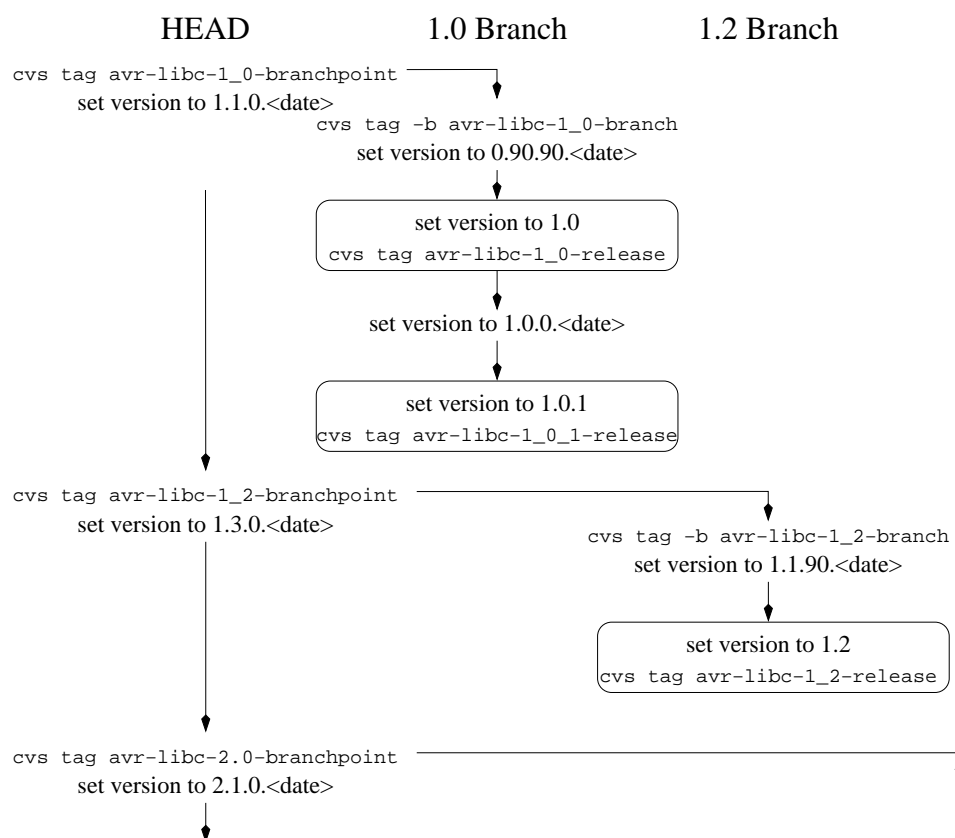 HEAD 1.0 Branch 1.2 Branch
cvs tag avr-libc-1_0-branchpoint
set version to 1.1.0.<date>
cvs tag -b avr-libc-1_0-branch
set version to 0.90.90.<date>
set version to 1.0
cvs tag avr-libc-1_0-release
set version to 1.0.0.<date>
set version to 1.0.1
cvs tag avr-libc-1_0_1-release
cvs tag avr-libc-1_2-branchpoint
set version to 1.3.0.<date>
cvs tag -b avr-libc-1_2-branch
set version to 1.1.90.<date>
set version to 1.2
cvs tag avr-libc-1_2-release
cvs tag avr-libc-2.0-branchpoint
set version to 2.1.0.<date>